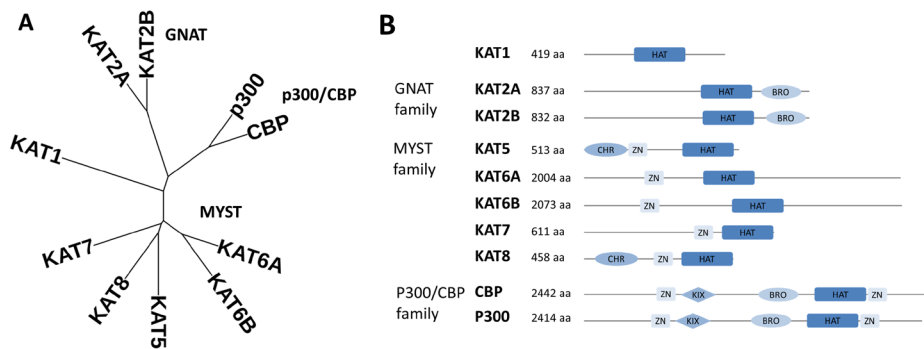 A
GNAT
KAT2A
KAT2B
p300
p300/CBP
CBP
KAT1
MYST
KAT7
KAT8
KAT5
KAT6B
KAT6A
B
KAT1 419 aa HAT
GNAT family
KAT2A 837 aa HAT BRO
KAT2B 832 aa HAT BRO
MYST family
KAT5 513 aa CHR ZN HAT
KAT6A 2004 aa ZN HAT
KAT6B 2073 aa ZN HAT
KAT7 611 aa ZN HAT
KAT8 458 aa CHR ZN HAT
P300/CBP family
CBP 2442 aa ZN KIX BRO HAT ZN
P300 2414 aa ZN KIX BRO HAT ZN